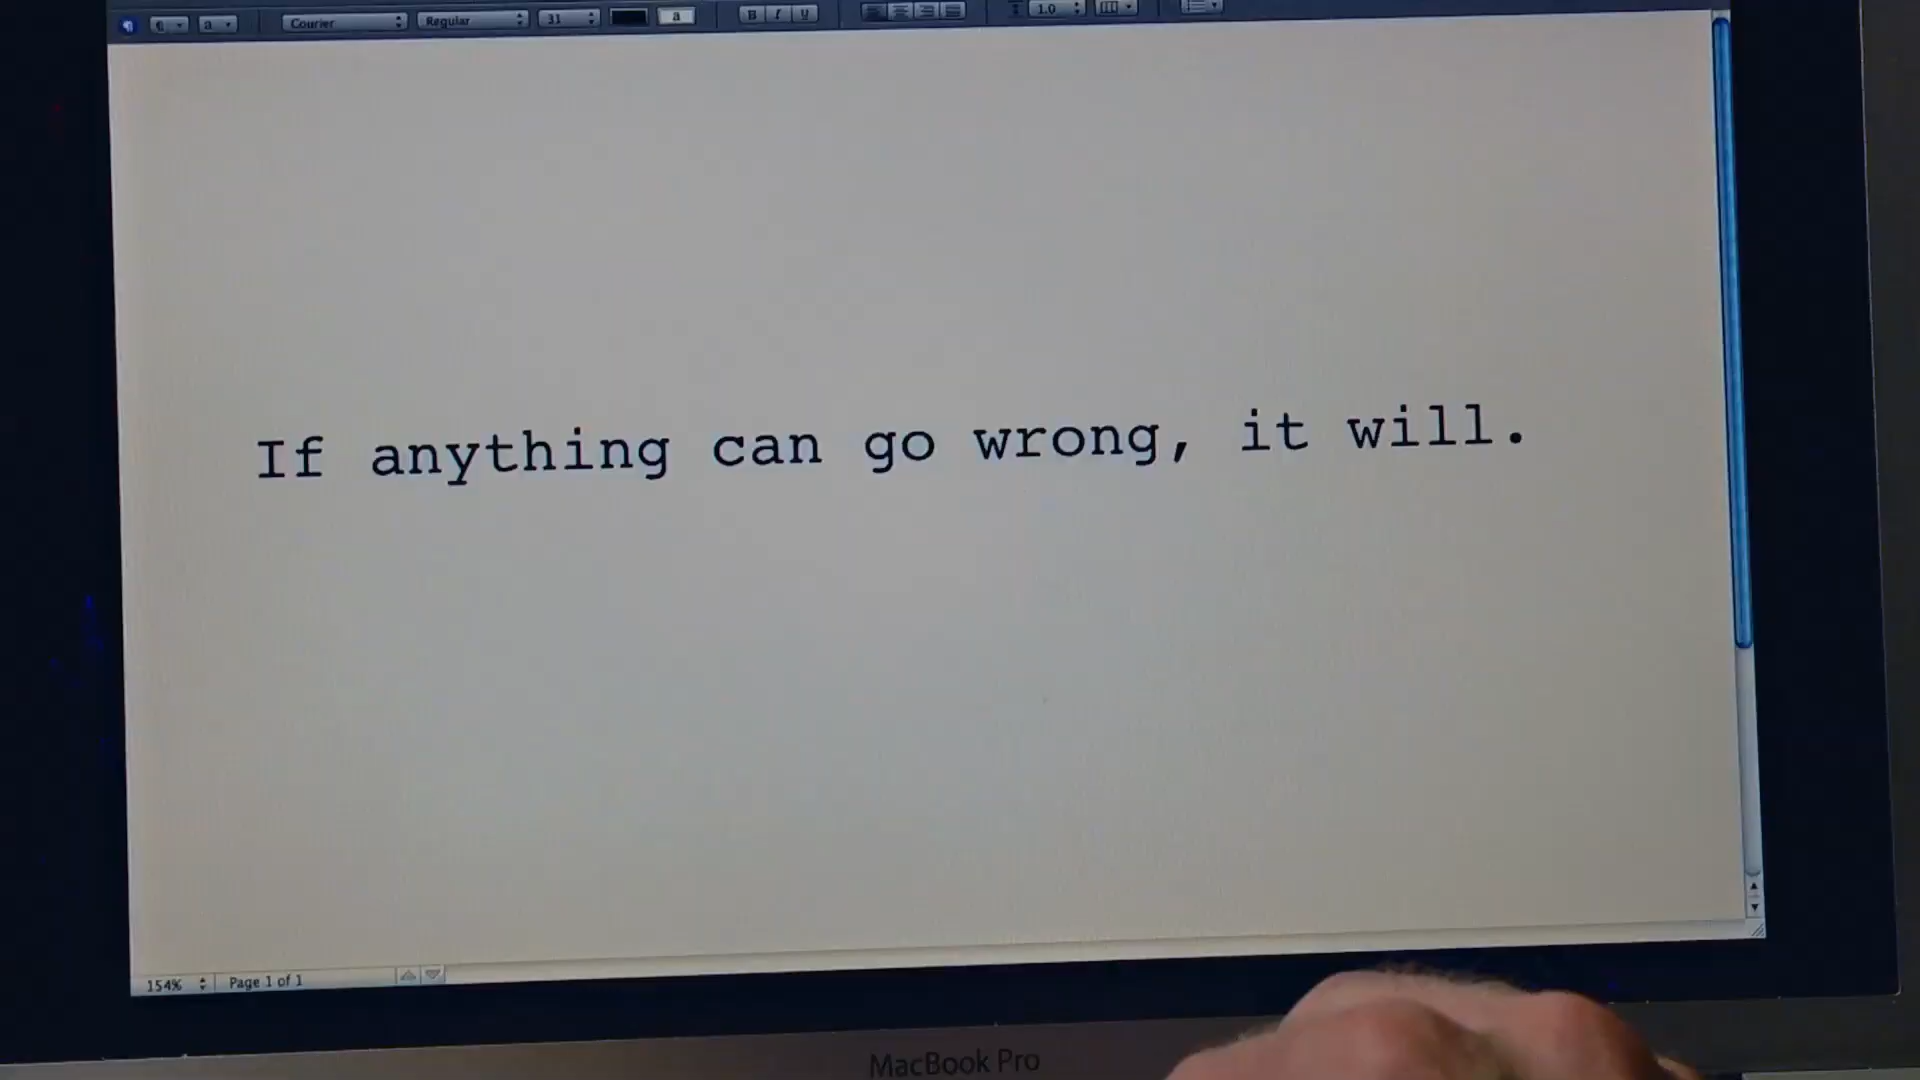 a
Courier
Regular
31
a
B I U
1.0
If anything can go wrong, it will.
154%
Page 1 of 1
MacBook Pro